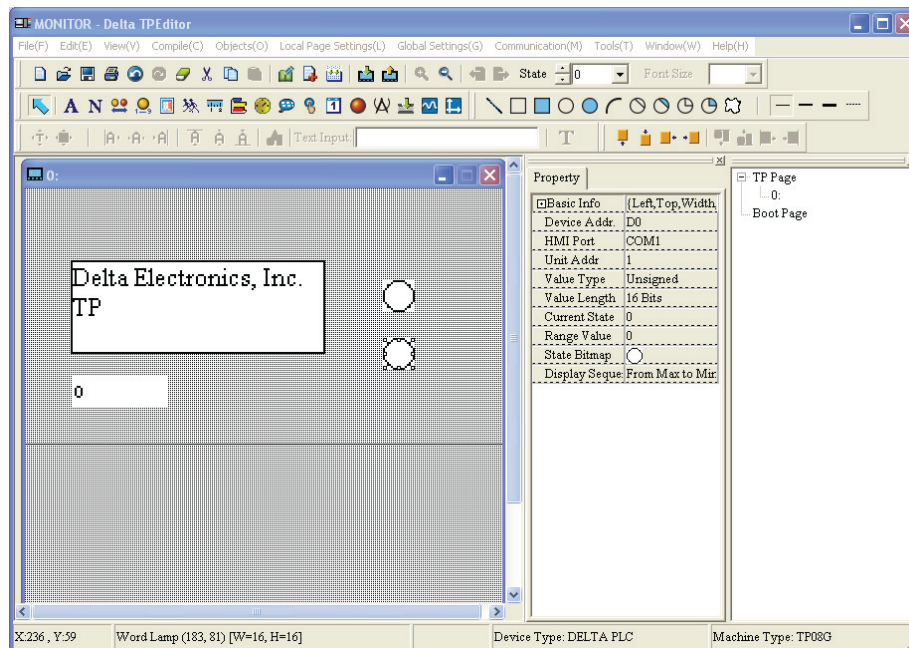 MONITOR - Delta TPEditor
File(F) Edit(E) View(V) Compile(C) Objects(O) Local Page Settings(L) Global Settings(G) Communication(M) Tools(T) Window(W) Help(H)
State 0 Font Size
A N 1
A A A A A A Text Input: T
0:
Delta Electronics, Inc.
TP
0
Property
Basic Info {Left,Top,Width,
Device Addr. D0
HMI Port COM1
Unit Addr 1
Value Type Unsigned
Value Length 16 Bits
Current State 0
Range Value 0
State Bitmap
Display Seque: From Max to Mir
TP Page
0:
Boot Page
X:236 , Y:59 Word Lamp (183, 81) [W=16, H=16] Device Type: DELTA PLC Machine Type: TP08G